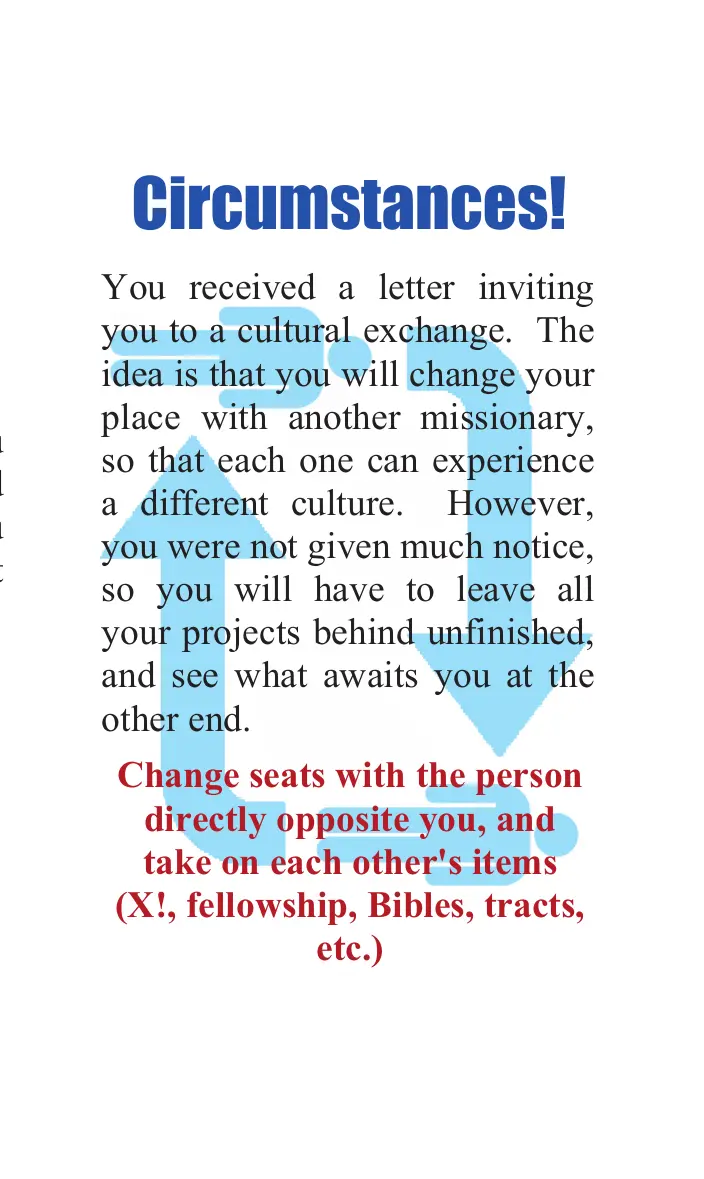 Circumstances!
You received a letter inviting
you to a cultural exchange.  The
idea is that you will change your
place with another missionary,
so that each one can experience
a different culture.  However,
you were not given much notice,
so you will have to leave all
your projects behind unfinished,
and see what awaits you at the
other end.
Change seats with the person
directly opposite you, and
take on each other's items
(X!, fellowship, Bibles, tracts,
etc.)